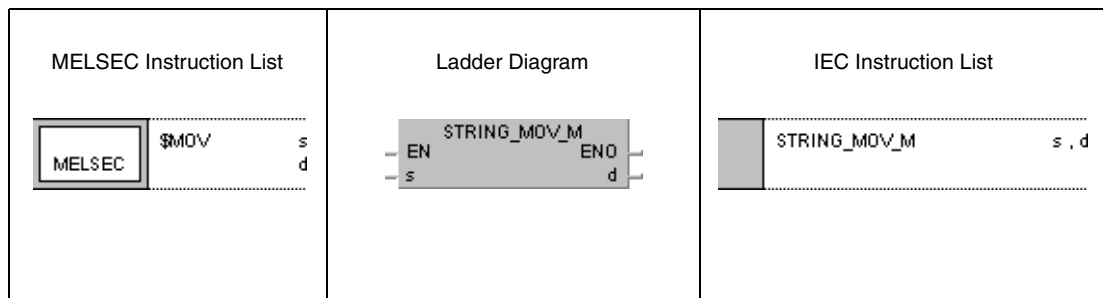 MELSEC Instruction List
MELSEC
$MOV s
d
Ladder Diagram
STRING_MOV_M
EN ENO
s d
IEC Instruction List
STRING_MOV_M s , d